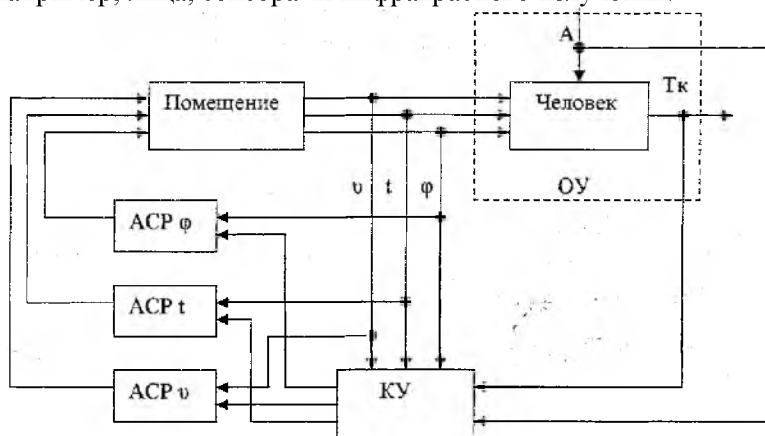 А
Помещение
Человек
Тк
υ t φ
ОУ
АСР φ
АСР t
АСР υ
КУ